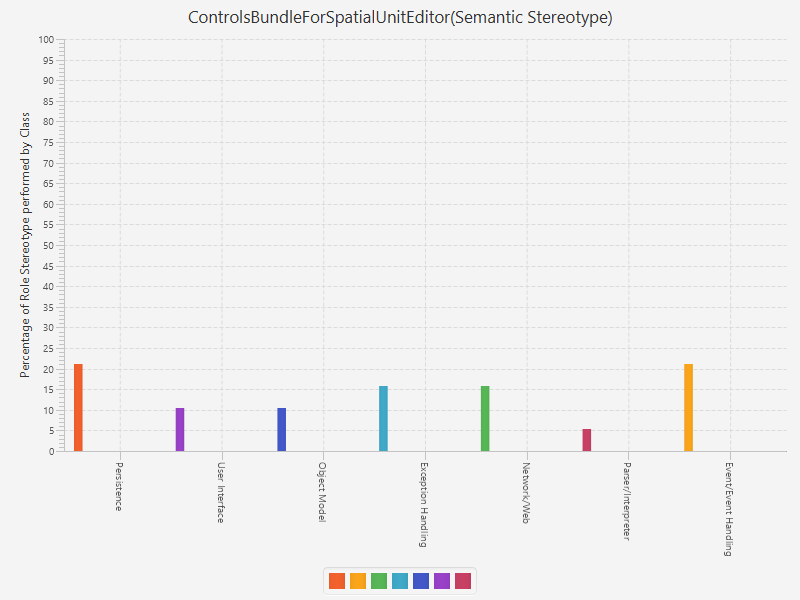 ControlsBundleForSpatialUnitEditor(Semantic Stereotype)
Percentage of Role Stereotype performed by Class
100
95
90
85
80
75
70
65
60
55
50
45
40
35
30
25
20
15
10
5
0
Persistence
User Interface
Object Model
Exception Handling
Network/Web
Parser/Interpreter
Event/Event Handling